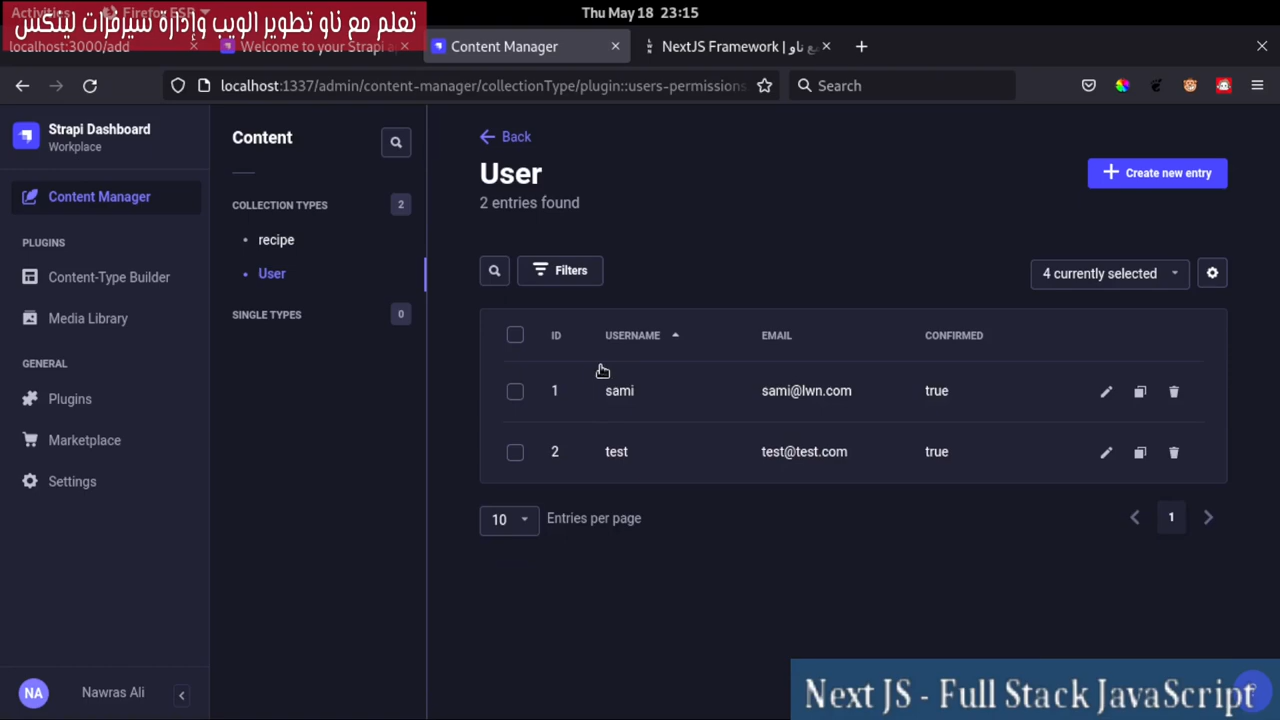 Thu May 18 23:15
تعلم مع ناو تطوير الويب وإدارة سيرفرات لينكس
localhost:3000/add
Welcome to your Strapi a
Content Manager
NextJS Framework | ع ناو
localhost:1337/admin/content-manager/collectionType/plugin::users-permissions.
Search
Strapi Dashboard
Workplace
Content Manager
PLUGINS
Content-Type Builder
Media Library
GENERAL
Plugins
Marketplace
Settings
NA
Nawras Ali
Content
COLLECTION TYPES
2
recipe
User
SINGLE TYPES
0
Back
User
2 entries found
Create new entry
Filters
4 currently selected
ID USERNAME EMAIL CONFIRMED
1 sami sami@lwn.com true
2 test test@test.com true
10 Entries per page
1
Next JS - Full Stack JavaScript